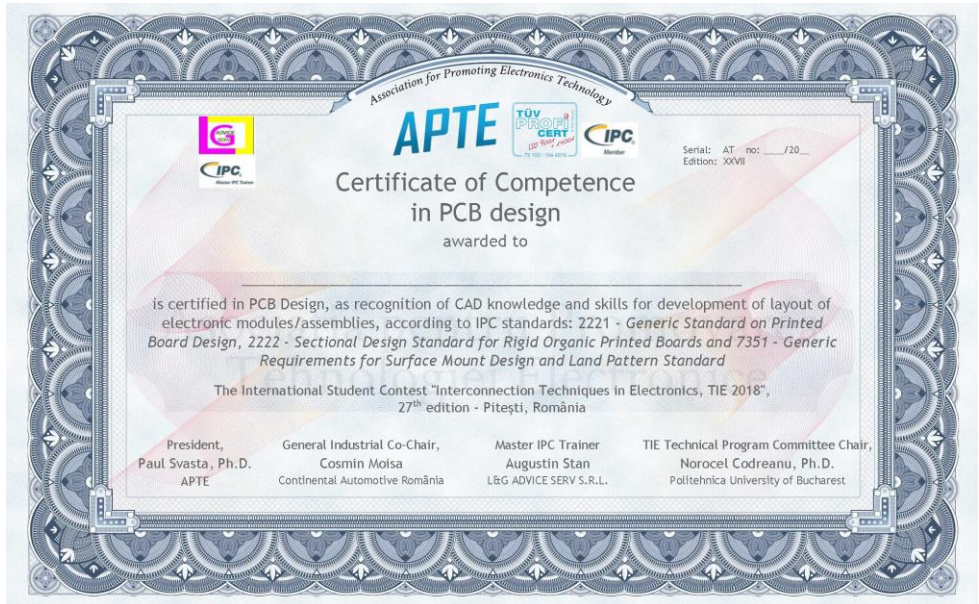 Association for Promoting Electronics Technology
APTE
TÜV
PROFI
CERT
ISO 9001
IPC
Member
L
G
ADVICE
IPC
Master IPC Trainer
Serial: AT no: ____/20__
Edition: XXVII
Certificate of Competence
in PCB design
awarded to
is certified in PCB Design, as recognition of CAD knowledge and skills for development of layout of
electronic modules/assemblies, according to IPC standards: 2221 - Generic Standard on Printed
Board Design, 2222 - Sectional Design Standard for Rigid Organic Printed Boards and 7351 - Generic
Requirements for Surface Mount Design and Land Pattern Standard
The International Student Contest "Interconnection Techniques in Electronics, TIE 2018",
27th edition - Pitești, România
President,
Paul Svasta, Ph.D.
APTE
General Industrial Co-Chair,
Cosmin Moisa
Continental Automotive România
Master IPC Trainer
Augustin Stan
L&G ADVICE SERV S.R.L.
TIE Technical Program Committee Chair,
Norocel Codreanu, Ph.D.
Politehnica University of Bucharest